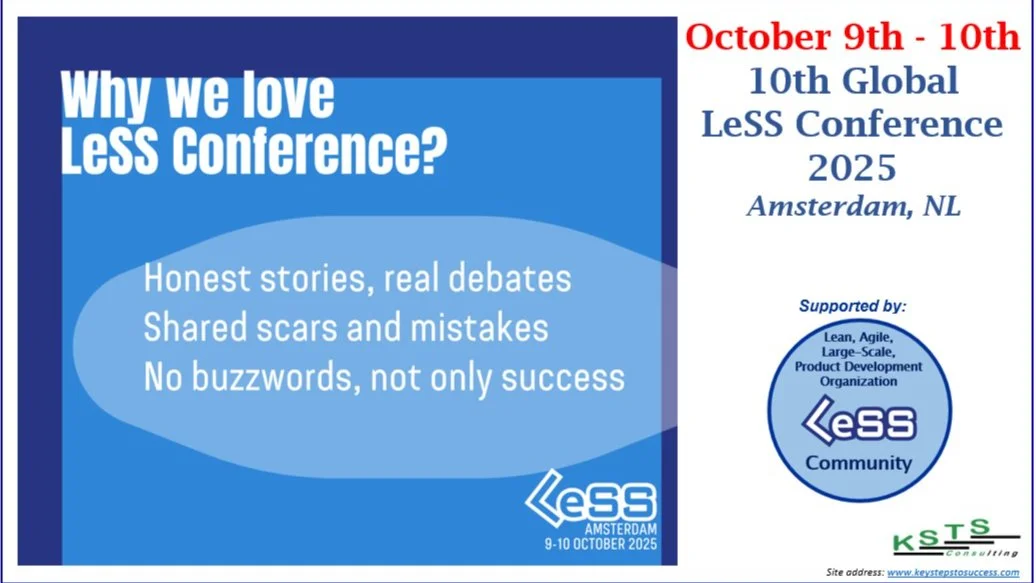 Why we love
LeSS Conference?
Honest stories, real debates
Shared scars and mistakes
No buzzwords, not only success
LeSS
AMSTERDAM
9-10 OCTOBER 2025
October 9th - 10th
10th Global
LeSS Conference
2025
Amsterdam, NL
Supported by:
Lean, Agile,
Large-Scale,
Product Development
Organization
LeSS
Community
KSTS
Consulting
Site address: www.keystepstosuccess.com